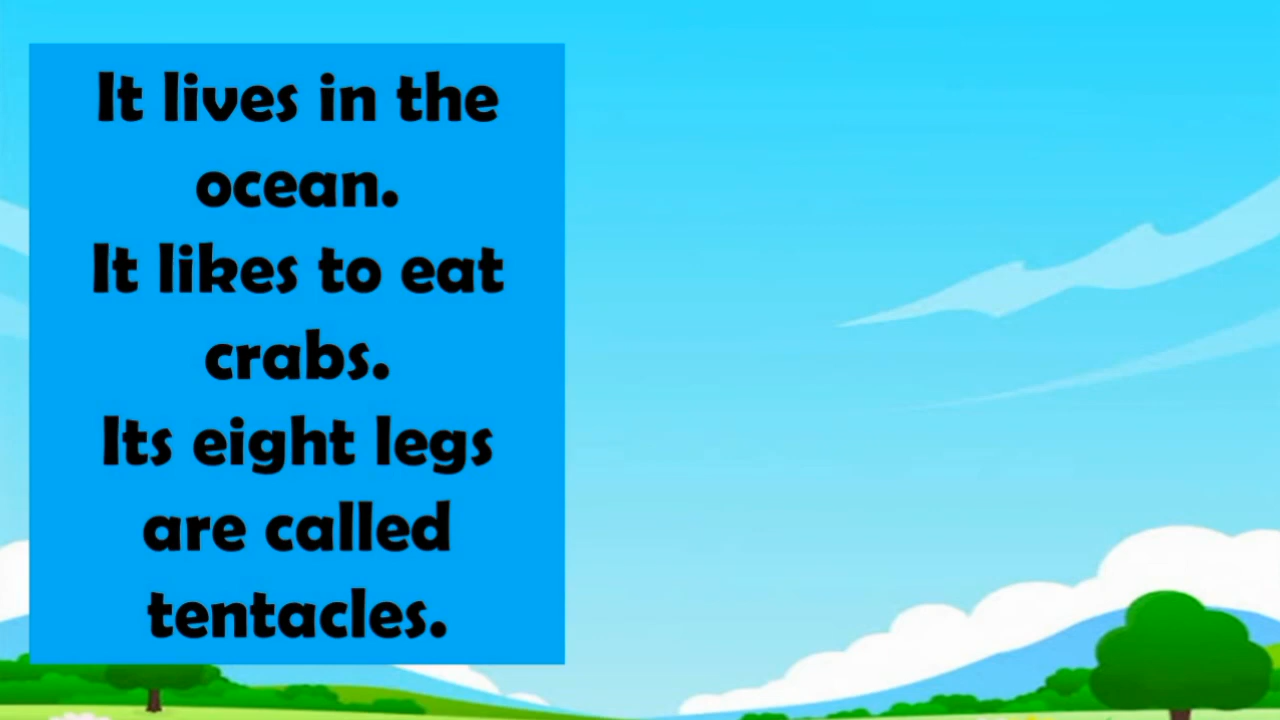 It lives in the
ocean.
It likes to eat
crabs.
Its eight legs
are called
tentacles.